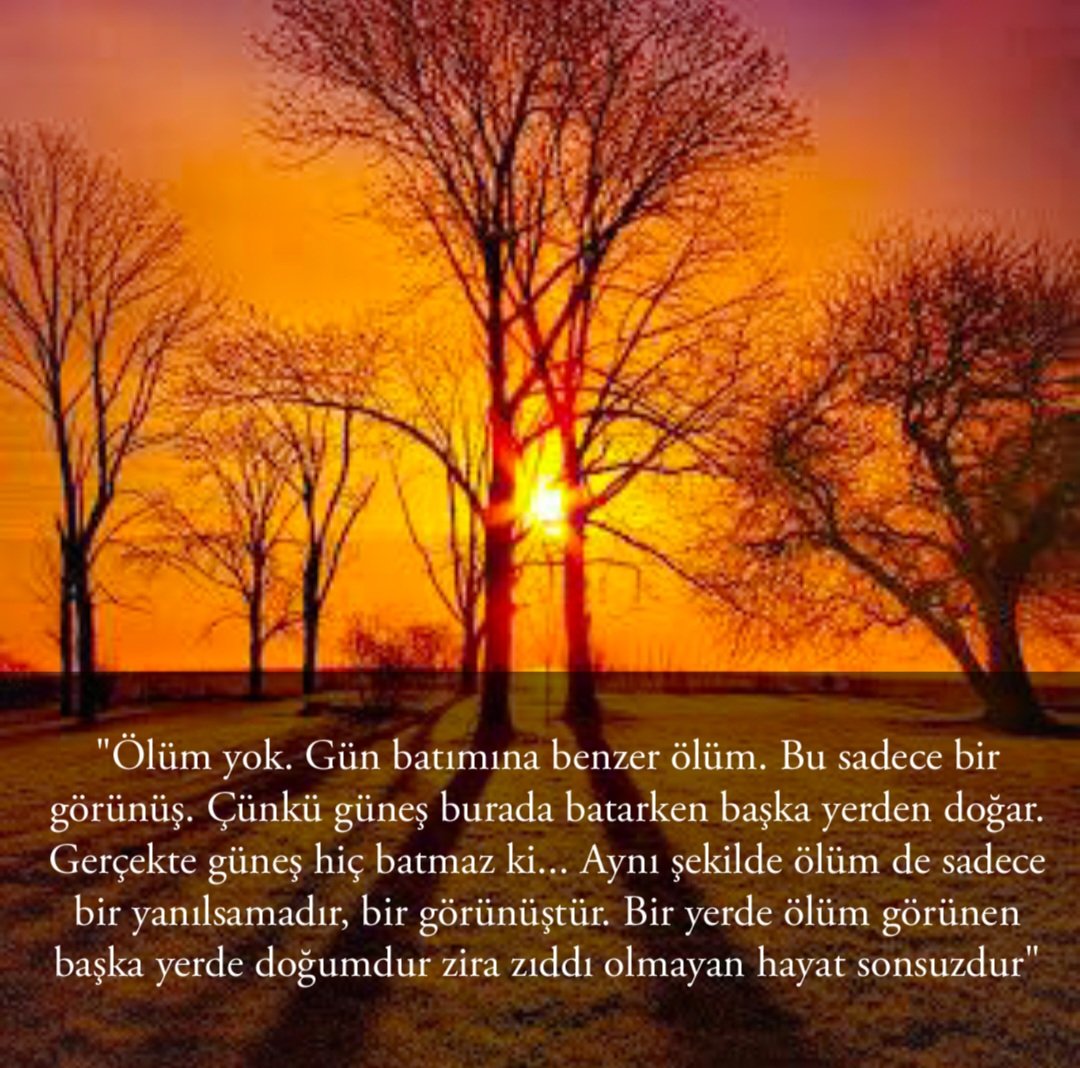 "Ölüm yok. Gün batımına benzer ölüm. Bu sadece bir
görünüş. Çünkü güneş burada batarken başka yerden doğar.
Gerçekte güneş hiç batmaz ki... Aynı şekilde ölüm de sadece
bir yanılsamadır, bir görünüştür. Bir yerde ölüm görünen
başka yerde doğumdur zira zıddı olmayan hayat sonsuzdur"